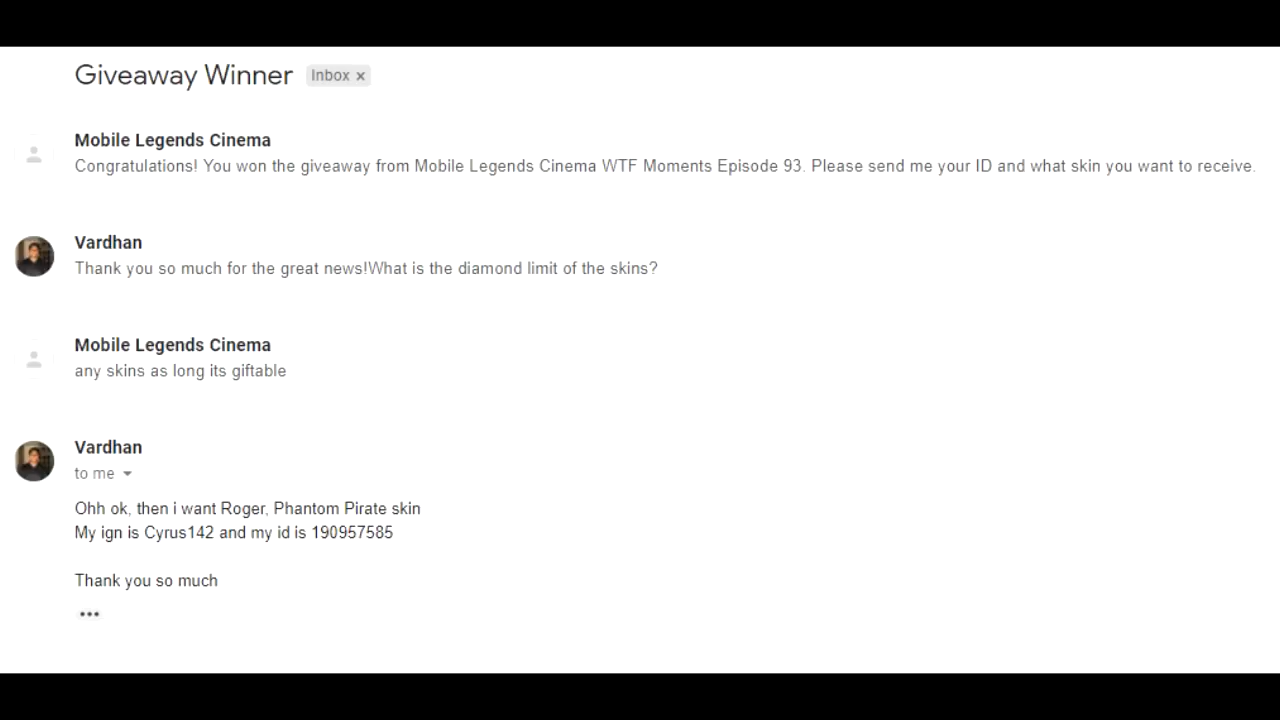 Giveaway Winner Inbox ×
Mobile Legends Cinema
Congratulations! You won the giveaway from Mobile Legends Cinema WTF Moments Episode 93. Please send me your ID and what skin you want to receive.
Vardhan
Thank you so much for the great news!What is the diamond limit of the skins?
Mobile Legends Cinema
any skins as long its giftable
Vardhan
to me
Ohh ok, then i want Roger, Phantom Pirate skin
My ign is Cyrus142 and my id is 190957585
Thank you so much
•••